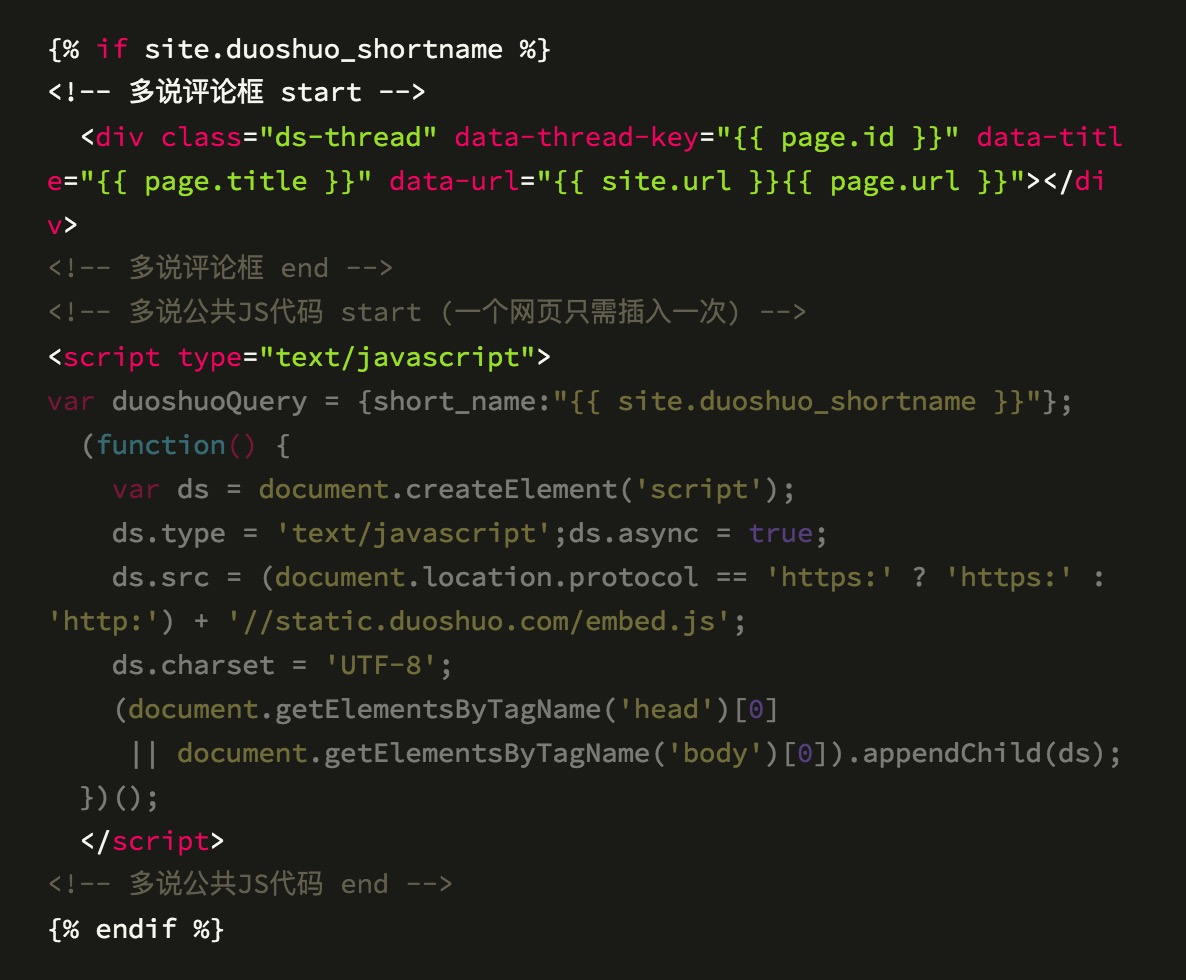 {% if site.duoshuo_shortname %}
<!-- 多说评论框 start -->
  <div class="ds-thread" data-thread-key="{{ page.id }}" data-titl
e="{{ page.title }}" data-url="{{ site.url }}{{ page.url }}"></di
v>
<!-- 多说评论框 end -->
<!-- 多说公共JS代码 start (一个网页只需插入一次) -->
<script type="text/javascript">
var duoshuoQuery = {short_name:"{{ site.duoshuo_shortname }}"};
  (function() {
    var ds = document.createElement('script');
    ds.type = 'text/javascript';ds.async = true;
    ds.src = (document.location.protocol == 'https:' ? 'https:' :
'http:') + '//static.duoshuo.com/embed.js';
    ds.charset = 'UTF-8';
    (document.getElementsByTagName('head')[0]
     || document.getElementsByTagName('body')[0]).appendChild(ds);
  })();
  </script>
<!-- 多说公共JS代码 end -->
{% endif %}